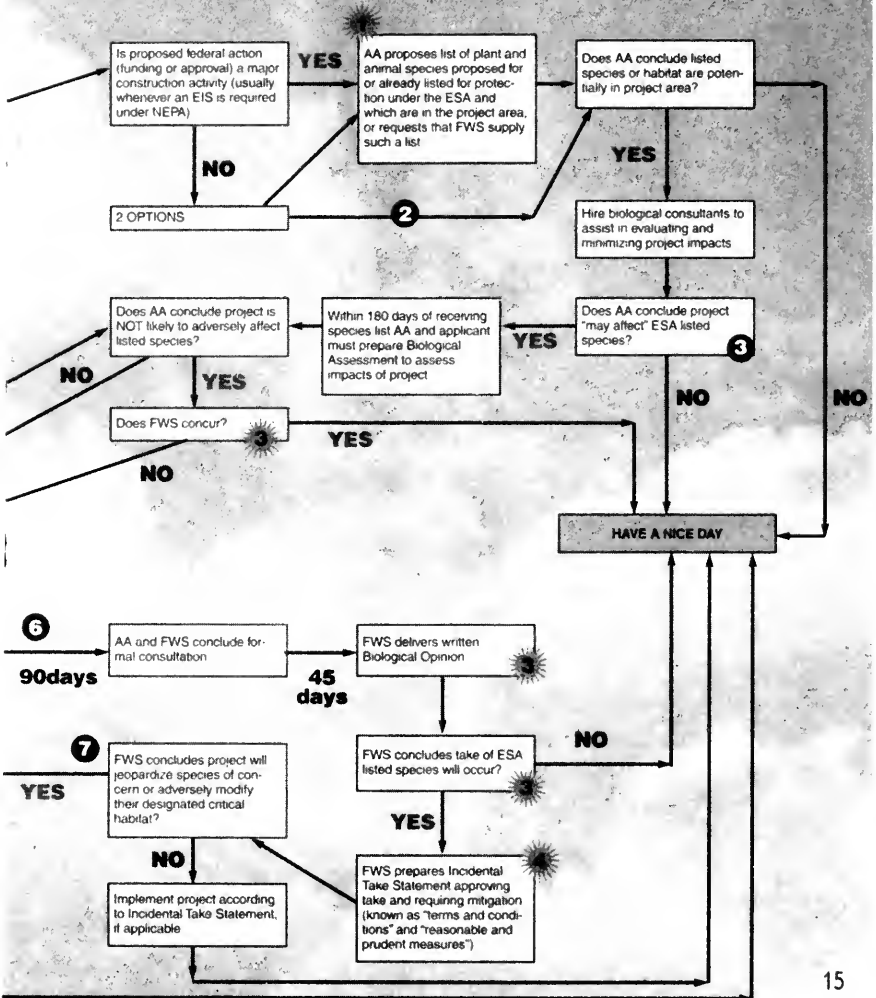 Is proposed federal action
(funding or approval) a major
construction activity (usually
whenever an EIS is required
under NEPA)
YES
1
AA proposes list of plant and
animal species proposed for
or already listed for protec-
tion under the ESA and
which are in the project area,
or requests that FWS supply
such a list
Does AA conclude listed
species or habitat are poten-
tially in project area?
NO
YES
2 OPTIONS
2
Hire biological consultants to
assist in evaluating and
minimizing project impacts
Does AA conclude project is
NOT likely to adversely affect
listed species?
Within 180 days of receiving
species list AA and applicant
must prepare Biological
Assessment to assess
impacts of project
YES
Does AA conclude project
"may affect" ESA listed
species?
3
NO
YES
NO
NO
Does FWS concur?
3
YES
NO
HAVE A NICE DAY
6
90days
AA and FWS conclude for-
mal consultation
45
days
FWS delivers written
Biological Opinion
3
7
YES
FWS concludes project will
jeopardize species of con-
cern or adversely modify
their designated critical
habitat?
FWS concludes take of ESA
listed species will occur?
3
NO
YES
NO
4
FWS prepares Incidental
Take Statement approving
take and requiring mitigation
(known as "terms and condi-
tions" and "reasonable and
prudent measures")
Implement project according
to Incidental Take Statement,
if applicable
15